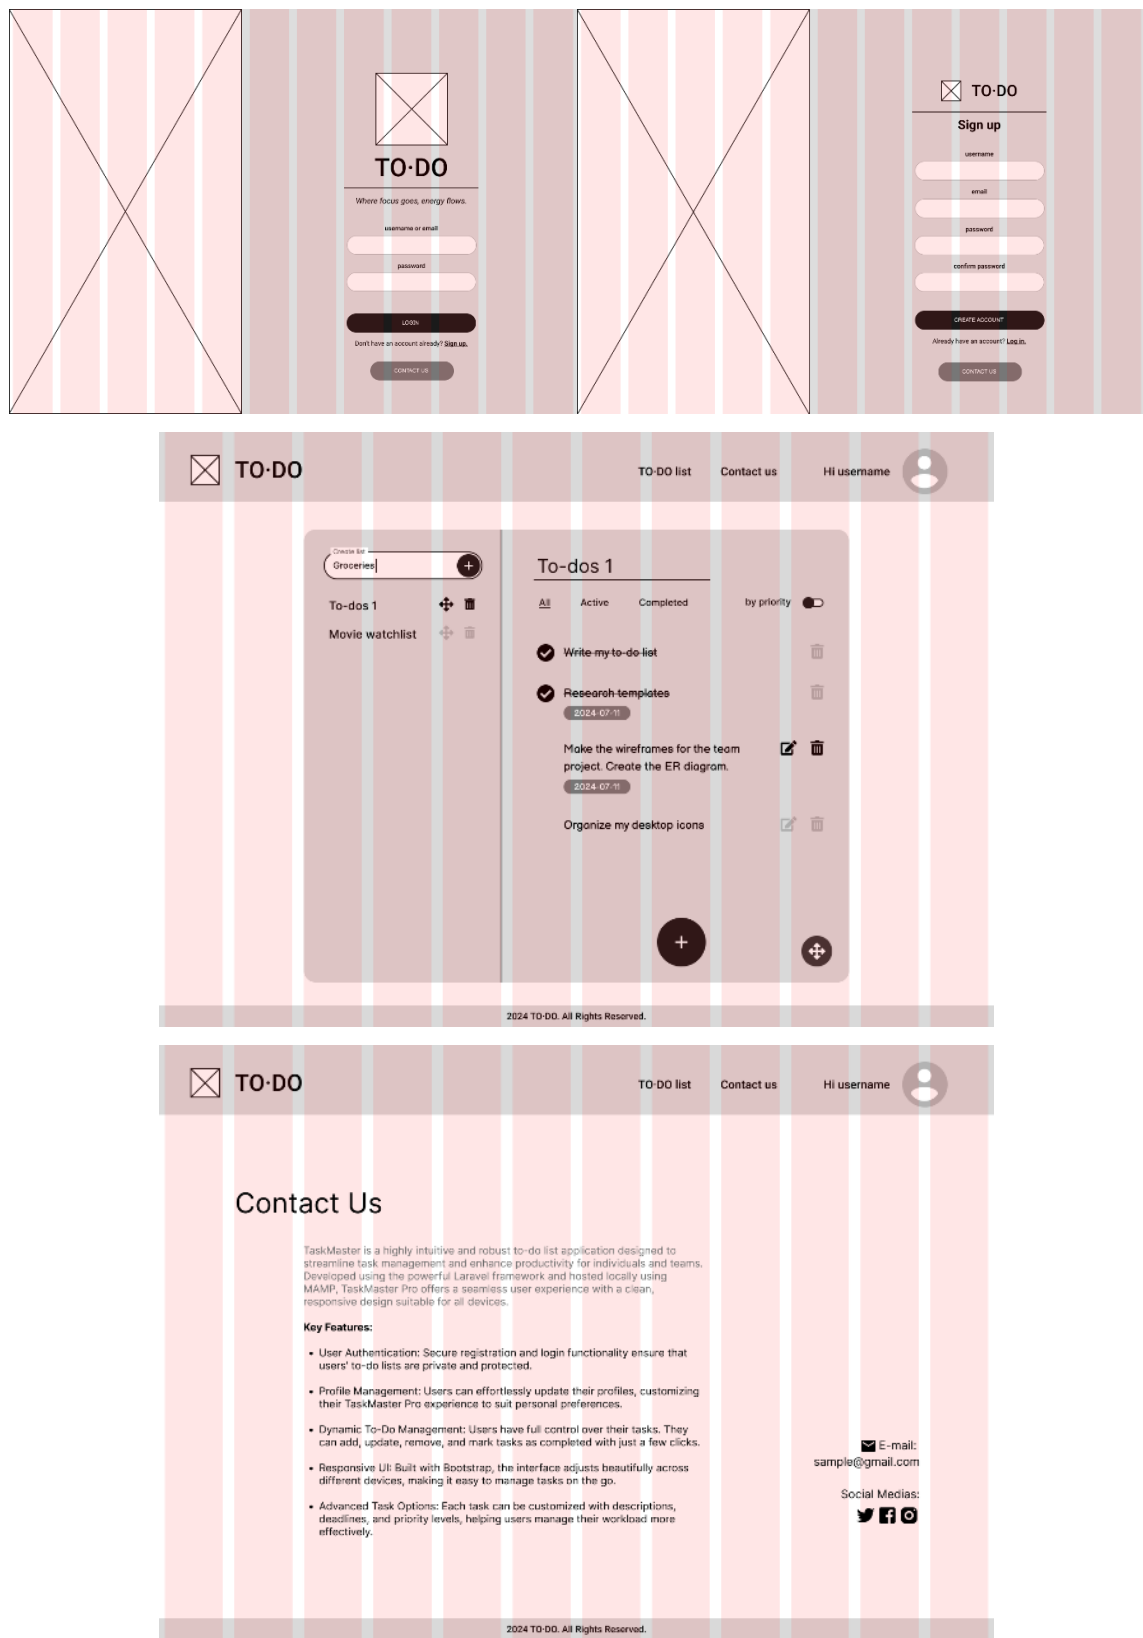 TO·DO
Where focus goes, energy flows.
username or email
password
LOGIN
Don't have an account already? Sign up.
CONTACT US
TO·DO
Sign up
username
email
password
confirm password
CREATE ACCOUNT
Already have an account? Log in.
CONTACT US
TO·DO
TO·DO list
Contact us
Hi username
Create list
Groceries
To-dos 1
Movie watchlist
To-dos 1
All
Active
Completed
by priority
Write my to-do list
Research templates
2024-07-11
Make the wireframes for the team
project. Create the ER diagram.
2024-07-11
Organize my desktop icons
2024 TO·DO. All Rights Reserved.
TO·DO
TO·DO list
Contact us
Hi username
Contact Us
TaskMaster is a highly intuitive and robust to-do list application designed to
streamline task management and enhance productivity for individuals and teams.
Developed using the powerful Laravel framework and hosted locally using
MAMP, TaskMaster Pro offers a seamless user experience with a clean,
responsive design suitable for all devices.
Key Features:
• User Authentication: Secure registration and login functionality ensure that
users' to-do lists are private and protected.
• Profile Management: Users can effortlessly update their profiles, customizing
their TaskMaster Pro experience to suit personal preferences.
• Dynamic To-Do Management: Users have full control over their tasks. They
can add, update, remove, and mark tasks as completed with just a few clicks.
• Responsive UI: Built with Bootstrap, the interface adjusts beautifully across
different devices, making it easy to manage tasks on the go.
• Advanced Task Options: Each task can be customized with descriptions,
deadlines, and priority levels, helping users manage their workload more
effectively.
E-mail:
sample@gmail.com
Social Medias:
2024 TO·DO. All Rights Reserved.